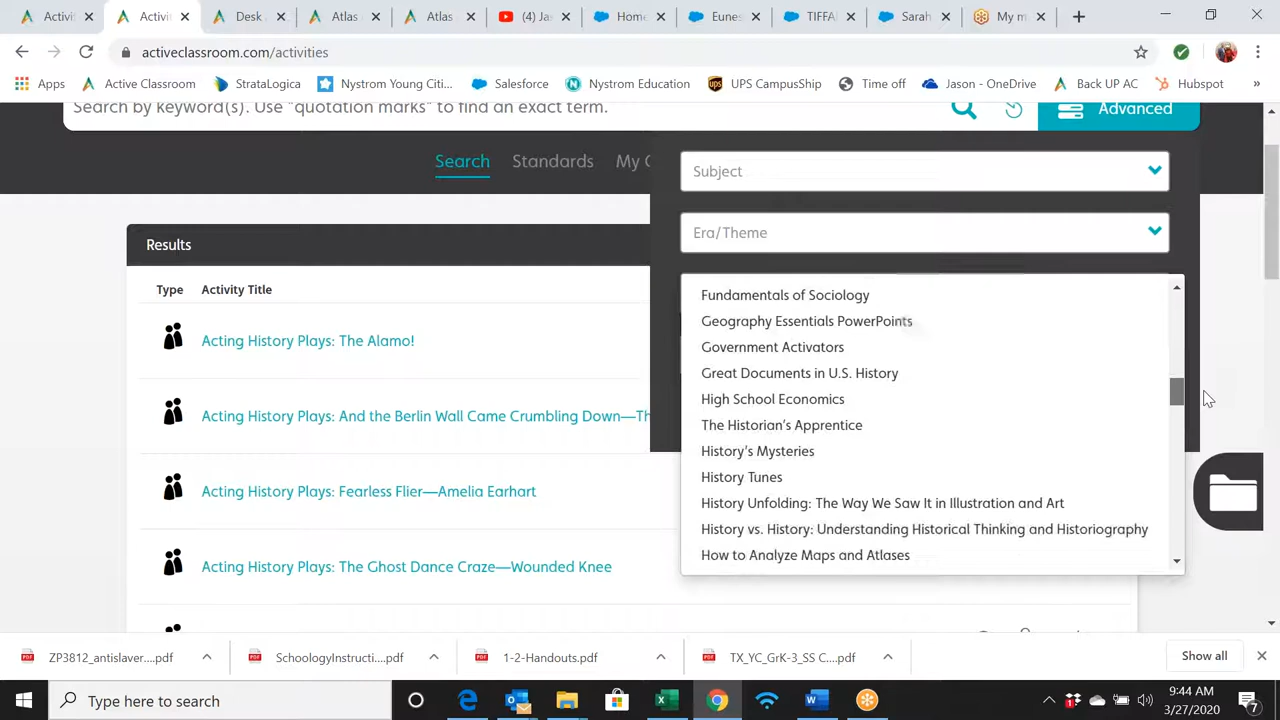 Activi
Activi
Desk
Atlas
Atlas
(4) Ja
Home
Eunes
TIFFA
Sarah
My m
activeclassroom.com/activities
Apps
Active Classroom
StrataLogica
Nystrom Young Citi...
Salesforce
Nystrom Education
UPS CampusShip
Time off
Jason - OneDrive
Back UP AC
Hubspot
»
Search by keyword(s). Use "quotation marks" to find an exact term.
Advanced
Search
Standards
My
Subject
Era/Theme
Results
Type
Activity Title
Acting History Plays: The Alamo!
Acting History Plays: And the Berlin Wall Came Crumbling Down—Th
Acting History Plays: Fearless Flier—Amelia Earhart
Acting History Plays: The Ghost Dance Craze—Wounded Knee
Fundamentals of Sociology
Geography Essentials PowerPoints
Government Activators
Great Documents in U.S. History
High School Economics
The Historian's Apprentice
History's Mysteries
History Tunes
History Unfolding: The Way We Saw It in Illustration and Art
History vs. History: Understanding Historical Thinking and Historiography
How to Analyze Maps and Atlases
ZP3812_antislaver....pdf
SchoologyInstructi....pdf
1-2-Handouts.pdf
TX_YC_GrK-3_SS C....pdf
Show all
Type here to search
9:44 AM
3/27/2020
7